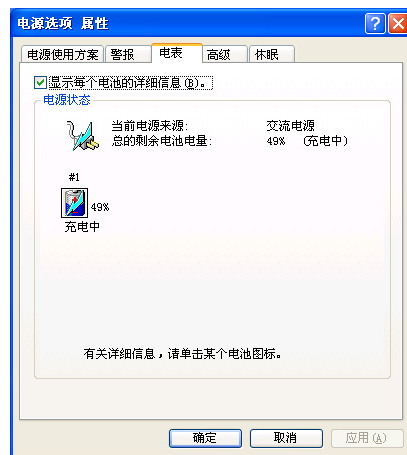 电源选项 属性
电源使用方案 警报 电表 高级 休眠
显示每个电池的详细信息(B)。
电源状态
当前电源来源: 交流电源
总的剩余电池电量: 49% (充电中)
#1
49%
充电中
有关详细信息，请单击某个电池图标。
确定 取消 应用(A)